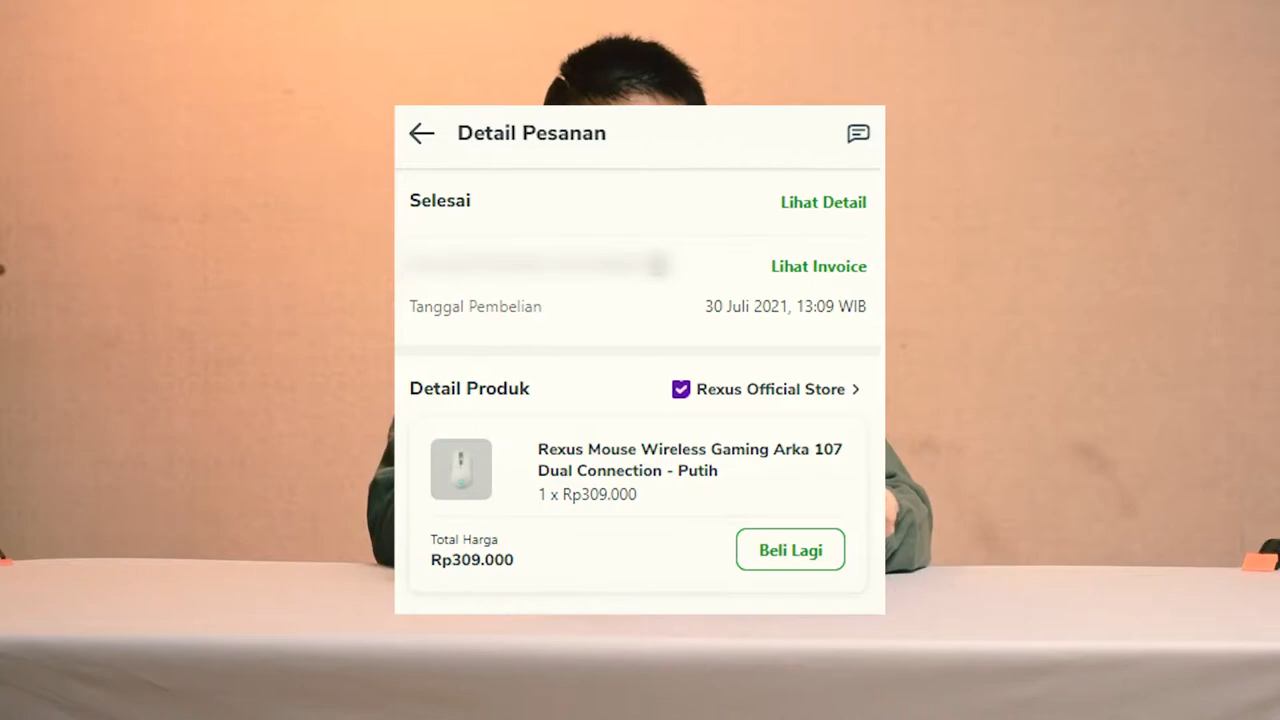 Detail Pesanan
Selesai
Lihat Detail
Lihat Invoice
Tanggal Pembelian
30 Juli 2021, 13:09 WIB
Detail Produk
Rexus Official Store
Rexus Mouse Wireless Gaming Arka 107
Dual Connection - Putih
1 x Rp309.000
Total Harga
Rp309.000
Beli Lagi